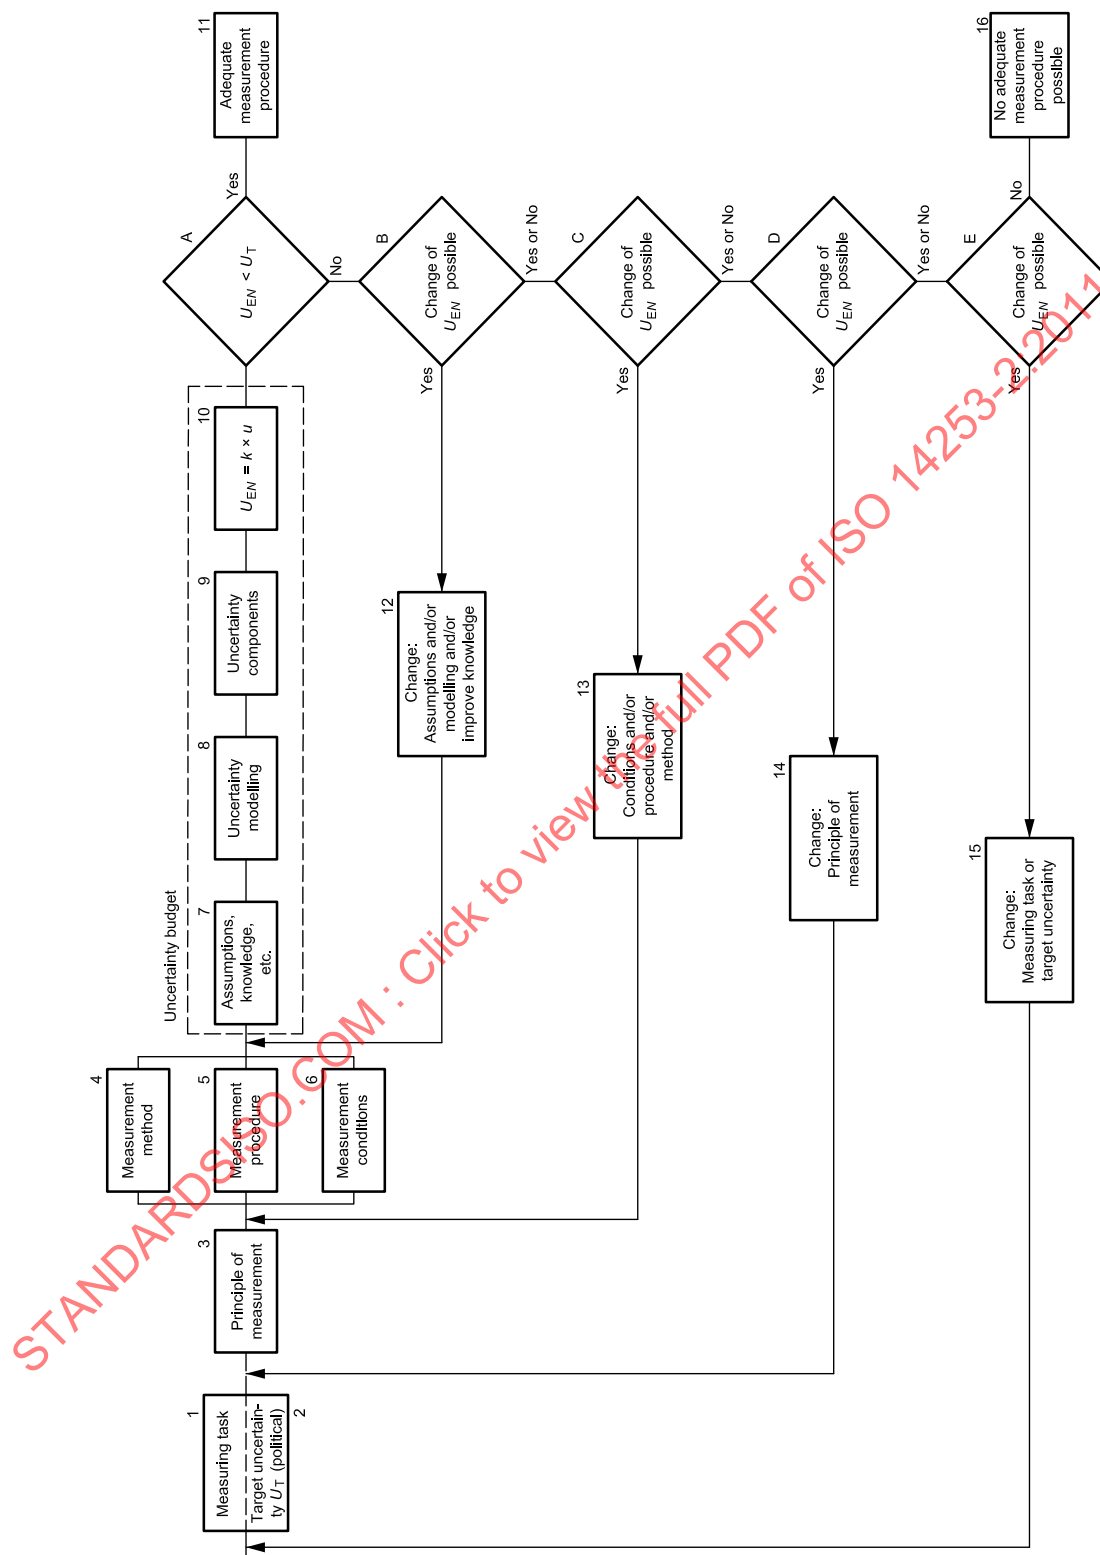 1
Measuring task
Target uncertain-
ty U_T (political)
2
3
Principle of
measurement
4
Measurement
method
5
Measurement
procedure
6
Measurement
conditions
Uncertainty budget
7
Assumptions,
knowledge,
etc.
8
Uncertainty
modelling
9
Uncertainty
components
10
U_EN = k × u
A
U_EN < U_T
Yes
11
Adequate
measurement
procedure
No
B
Change of
U_EN possible
Yes
12
Change:
Assumptions and/or
modelling and/or
improve knowledge
Yes or No
C
Change of
U_EN possible
Yes
13
Change:
Conditions and/or
procedure and/or
method
Yes or No
D
Change of
U_EN possible
Yes
14
Change:
Principle of
measurement
Yes or No
E
Change of
U_EN possible
Yes
15
Change:
Measuring task or
target uncertainty
No
16
No adequate
measurement
procedure
possible
STANDARDSISO.COM : Click to view the full PDF of ISO 14253-2:2011